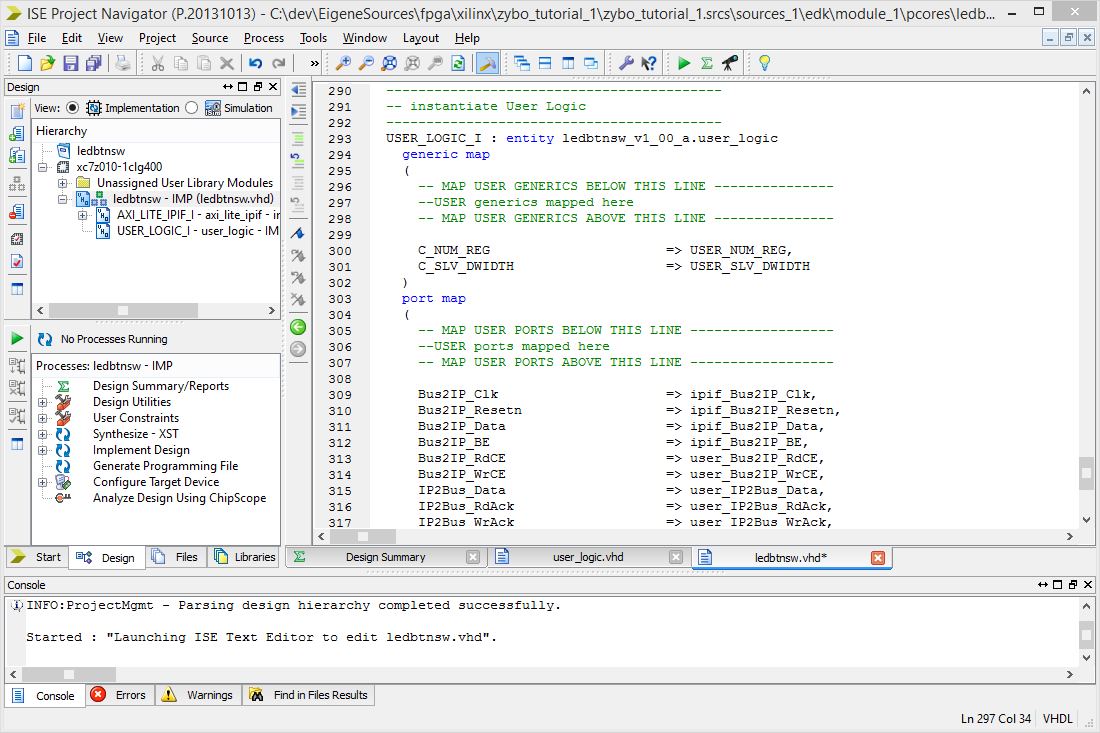 ISE Project Navigator (P.20131013) - C:\dev\EigeneSources\fpga\xilinx\zybo_tutorial_1\zybo_tutorial_1.srcs\sources_1\edk\module_1\pcores\ledb...
File Edit View Project Source Process Tools Window Layout Help
»
Design
View: Implementation Simulation
Hierarchy
ledbtnsw
xc7z010-1clg400
Unassigned User Library Modules
ledbtnsw - IMP (ledbtnsw.vhd)
AXI_LITE_IPIF_I - axi_lite_ipif - ir
USER_LOGIC_I - user_logic - IM
No Processes Running
Processes: ledbtnsw - IMP
Design Summary/Reports
Design Utilities
User Constraints
Synthesize - XST
Implement Design
Generate Programming File
Configure Target Device
Analyze Design Using ChipScope
Start Design Files Libraries
290 ------------------------------------------
291 -- instantiate User Logic
292 ------------------------------------------
293 USER_LOGIC_I : entity ledbtnsw_v1_00_a.user_logic
294 generic map
295 (
296 -- MAP USER GENERICS BELOW THIS LINE ---------------
297 --USER generics mapped here
298 -- MAP USER GENERICS ABOVE THIS LINE ---------------
299
300 C_NUM_REG => USER_NUM_REG,
301 C_SLV_DWIDTH => USER_SLV_DWIDTH
302 )
303 port map
304 (
305 -- MAP USER PORTS BELOW THIS LINE ------------------
306 --USER ports mapped here
307 -- MAP USER PORTS ABOVE THIS LINE ------------------
308
309 Bus2IP_Clk => ipif_Bus2IP_Clk,
310 Bus2IP_Resetn => ipif_Bus2IP_Resetn,
311 Bus2IP_Data => ipif_Bus2IP_Data,
312 Bus2IP_BE => ipif_Bus2IP_BE,
313 Bus2IP_RdCE => user_Bus2IP_RdCE,
314 Bus2IP_WrCE => user_Bus2IP_WrCE,
315 IP2Bus_Data => user_IP2Bus_Data,
316 IP2Bus_RdAck => user_IP2Bus_RdAck,
317 IP2Bus_WrAck => user_IP2Bus_WrAck,
Design Summary user_logic.vhd ledbtnsw.vhd*
Console
INFO:ProjectMgmt - Parsing design hierarchy completed successfully.
Started : "Launching ISE Text Editor to edit ledbtnsw.vhd".
Console Errors Warnings Find in Files Results
Ln 297 Col 34 VHDL